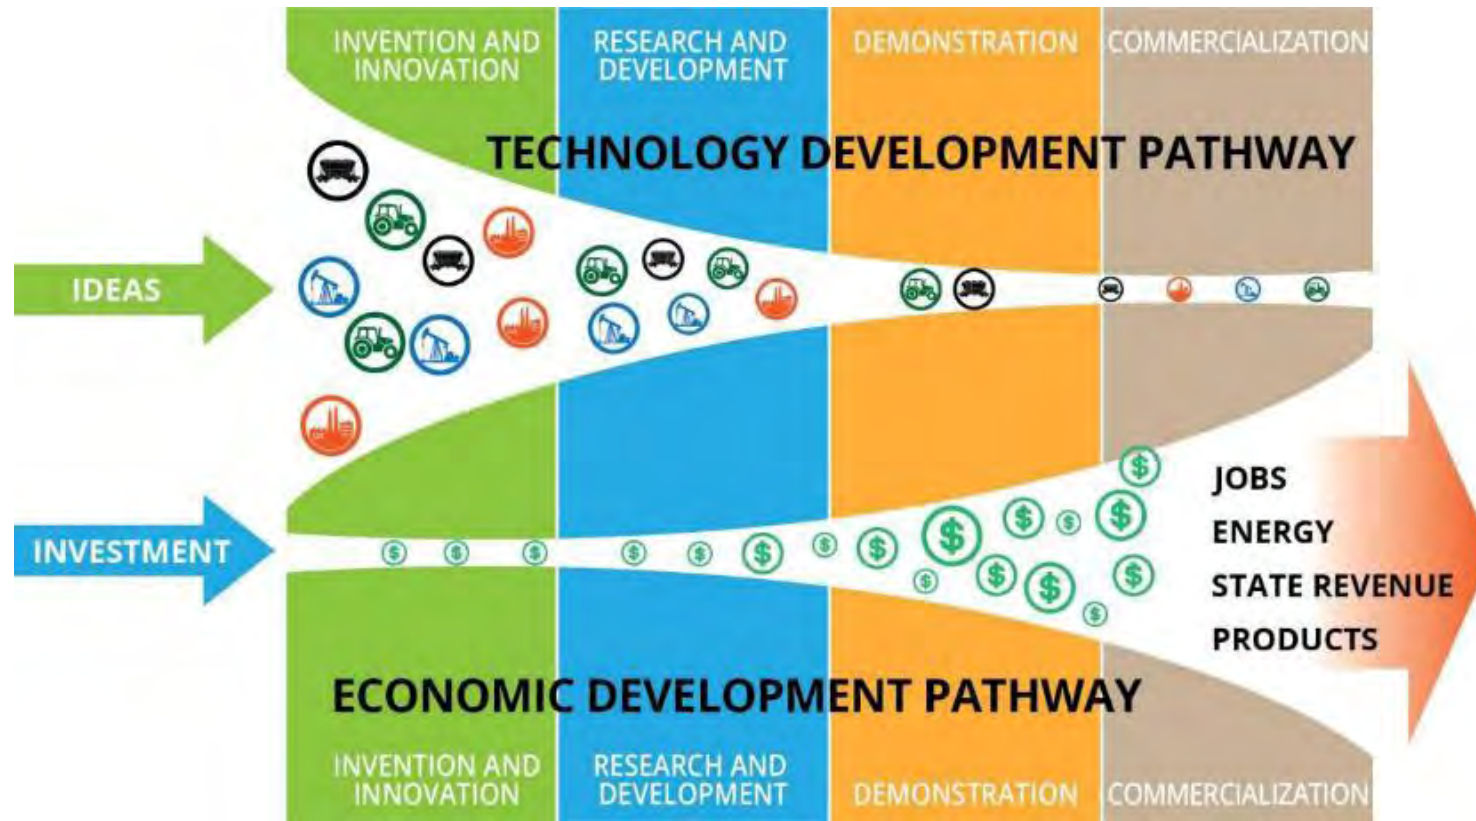 INVENTION AND
INNOVATION
RESEARCH AND
DEVELOPMENT
DEMONSTRATION
COMMERCIALIZATION
TECHNOLOGY DEVELOPMENT PATHWAY
IDEAS
INVESTMENT
$ $ $ $ $ $ $ $ $ $ $ $ $ $ $ $ $ $
JOBS
ENERGY
STATE REVENUE
PRODUCTS
ECONOMIC DEVELOPMENT PATHWAY
INVENTION AND
INNOVATION
RESEARCH AND
DEVELOPMENT
DEMONSTRATION
COMMERCIALIZATION